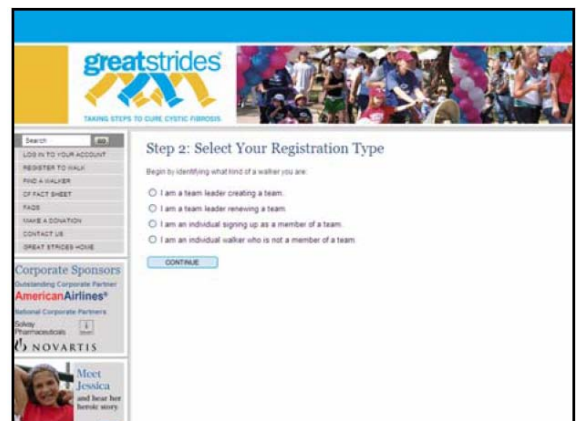 greatstrides
TAKING STEPS TO CURE CYSTIC FIBROSIS
Search GO
LOG IN TO YOUR ACCOUNT
REGISTER TO WALK
FIND A WALKER
CF FACT SHEET
FAQS
MAKE A DONATION
CONTACT US
GREAT STRIDES HOME
Corporate Sponsors
Outstanding Corporate Partner
AmericanAirlines®
National Corporate Partners
Solvay
Pharmaceuticals
NOVARTIS
Meet
Jessica
and hear her
heroic story.
Step 2: Select Your Registration Type
Begin by identifying what kind of a walker you are:
I am a team leader creating a team.
I am a team leader renewing a team.
I am an individual signing up as a member of a team.
I am an individual walker who is not a member of a team
CONTINUE